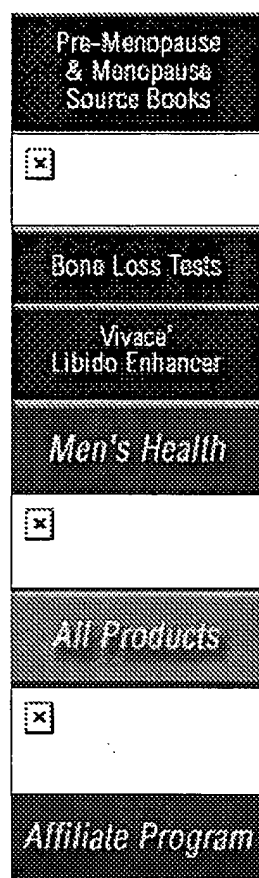 Pre-Menopause
& Menopause
Source Books
Bone Loss Tests
Vivace'
Libido Enhancer
Men's Health
All Products
Affiliate Program